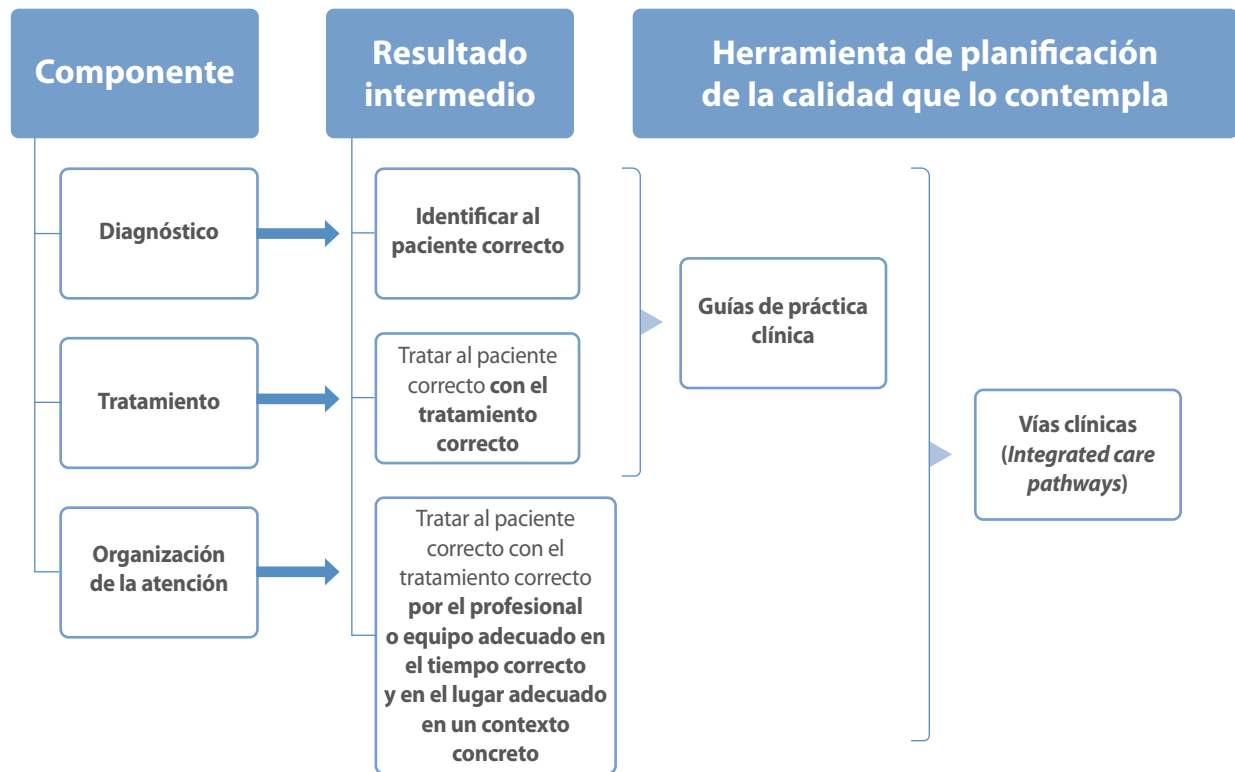 Componente
Resultado
intermedio
Herramienta de planificación
de la calidad que lo contempla
Diagnóstico
Identificar al
paciente correcto
Guías de práctica
clínica
Tratamiento
Tratar al paciente
correcto con el
tratamiento
correcto
Vías clínicas
(Integrated care
pathways)
Organización
de la atención
Tratar al paciente
correcto con el
tratamiento correcto
por el profesional
o equipo adecuado en
el tiempo correcto
y en el lugar adecuado
en un contexto
concreto